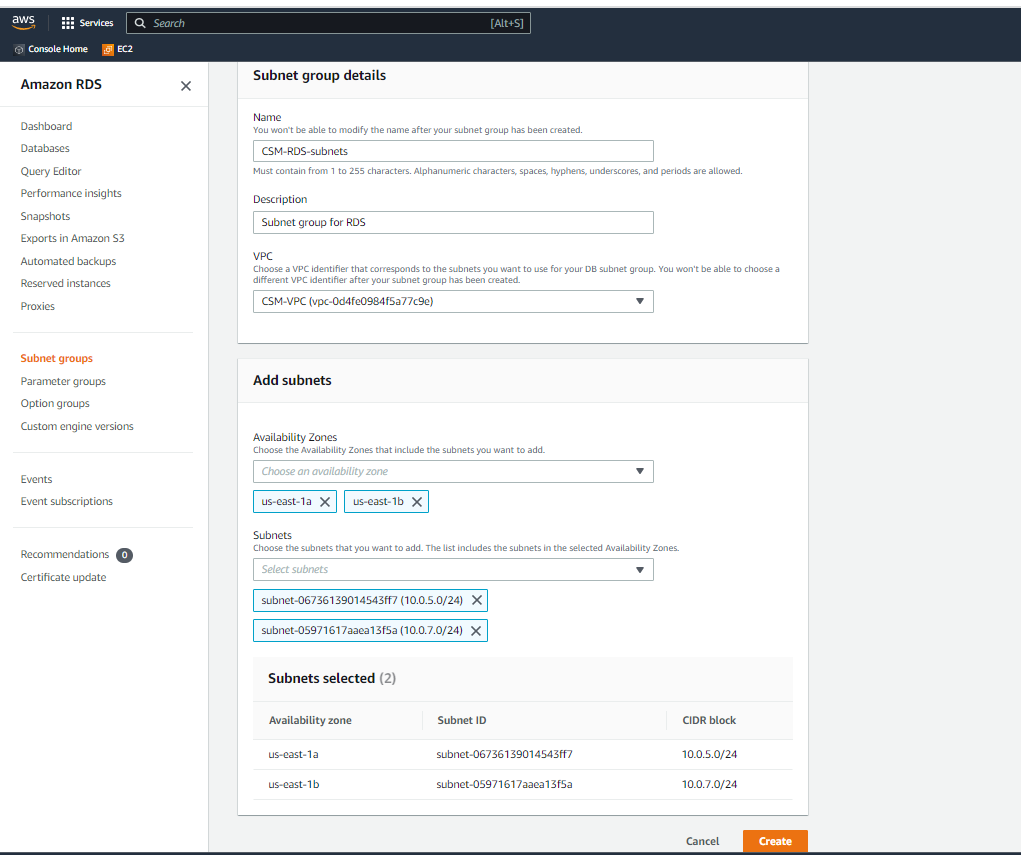 aws
Services
Search
[Alt+S]
Console Home
EC2
Amazon RDS
Dashboard
Databases
Query Editor
Performance insights
Snapshots
Exports in Amazon S3
Automated backups
Reserved instances
Proxies
Subnet groups
Parameter groups
Option groups
Custom engine versions
Events
Event subscriptions
Recommendations 0
Certificate update
Subnet group details
Name
You won't be able to modify the name after your subnet group has been created.
CSM-RDS-subnets
Must contain from 1 to 255 characters. Alphanumeric characters, spaces, hyphens, underscores, and periods are allowed.
Description
Subnet group for RDS
VPC
Choose a VPC identifier that corresponds to the subnets you want to use for your DB subnet group. You won't be able to choose a
different VPC identifier after your subnet group has been created.
CSM-VPC (vpc-0d4fe0984f5a77c9e)
Add subnets
Availability Zones
Choose the Availability Zones that include the subnets you want to add.
Choose an availability zone
us-east-1a
us-east-1b
Subnets
Choose the subnets that you want to add. The list includes the subnets in the selected Availability Zones.
Select subnets
subnet-06736139014543ff7 (10.0.5.0/24)
subnet-05971617aaea13f5a (10.0.7.0/24)
Subnets selected (2)
Availability zone
Subnet ID
CIDR block
us-east-1a
subnet-06736139014543ff7
10.0.5.0/24
us-east-1b
subnet-05971617aaea13f5a
10.0.7.0/24
Cancel
Create